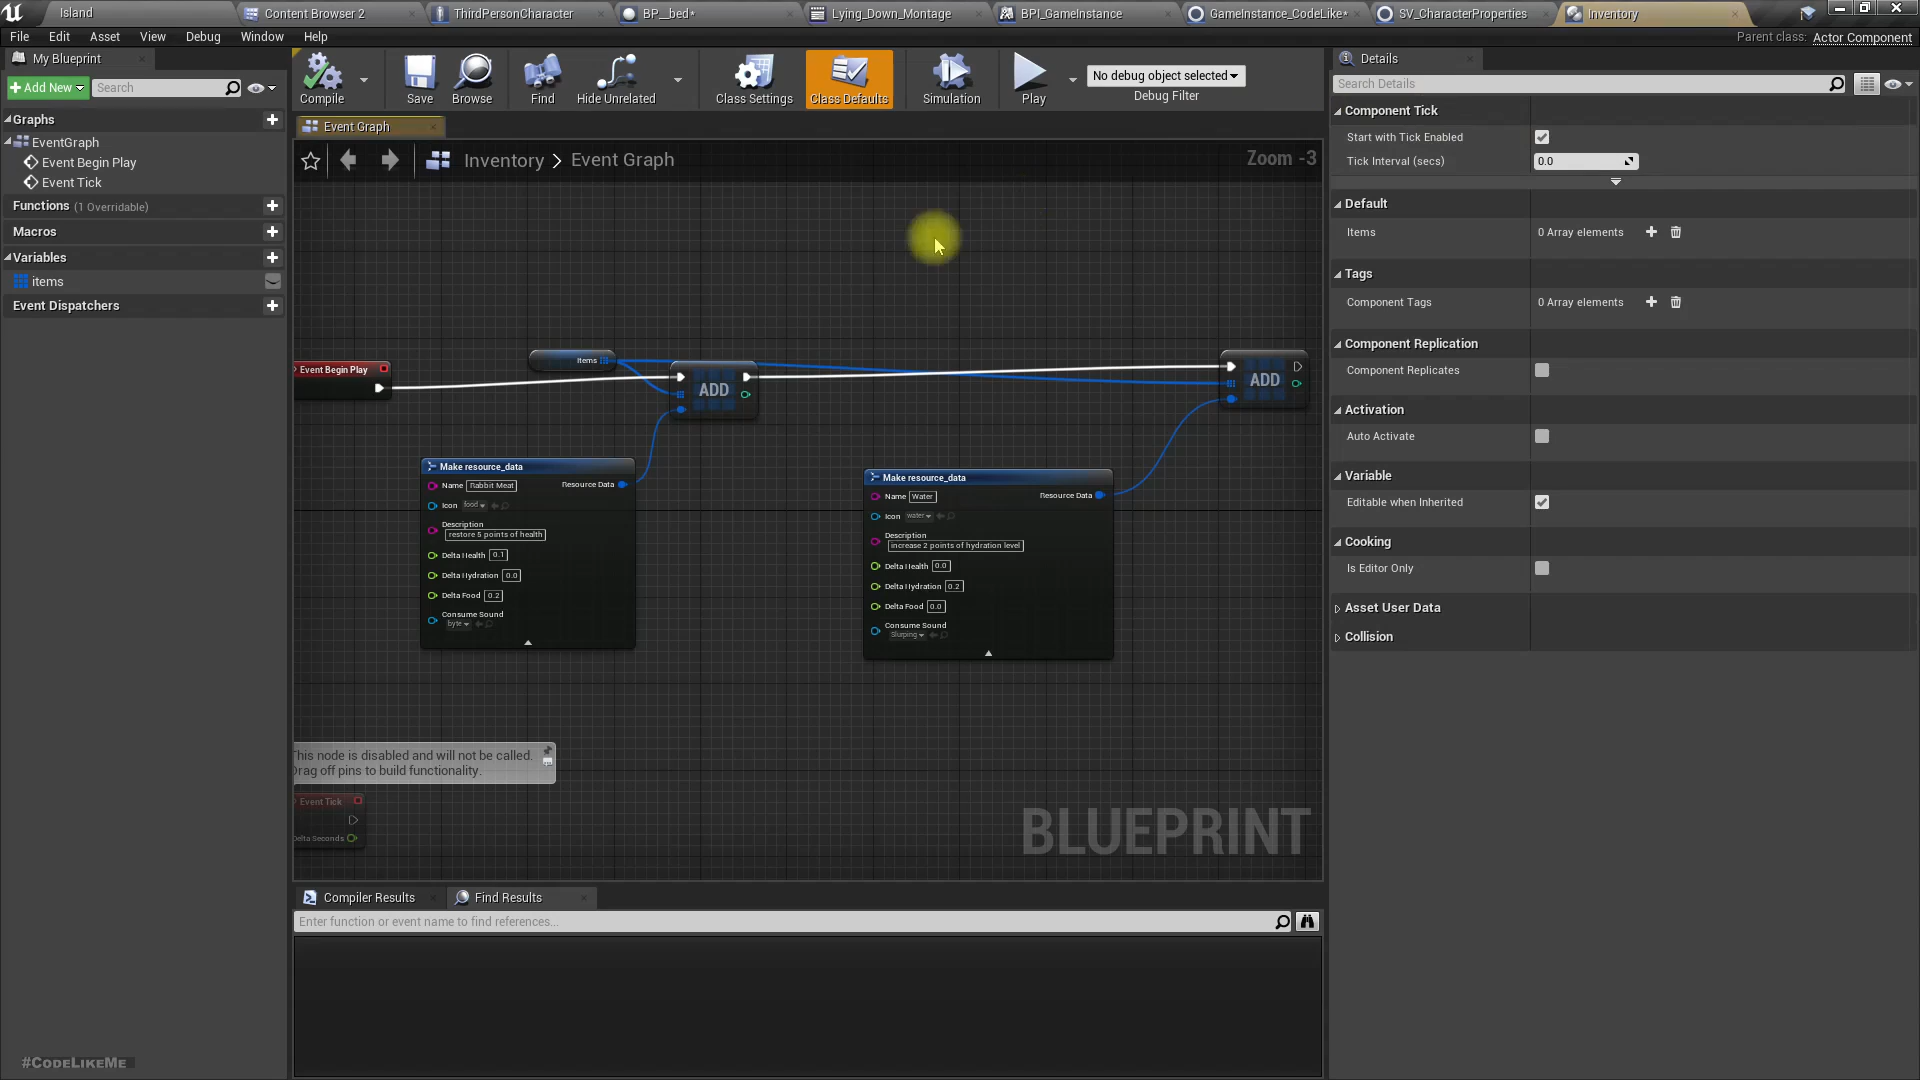 Island
Content Browser 2
ThirdPersonCharacter
BP__bed*
Lying_Down_Montage
BPI_GameInstance
GameInstance_CodeLike*
SV_CharacterProperties
Inventory
File Edit Asset View Debug Window Help
Parent class: Actor Component
My Blueprint
Add New
Search
Graphs
EventGraph
Event Begin Play
Event Tick
Functions (1 Overridable)
Macros
Variables
items
Event Dispatchers
Compile
Save
Browse
Find
Hide Unrelated
Class Settings
Class Defaults
Simulation
Play
No debug object selected
Debug Filter
Event Graph
Inventory > Event Graph
Zoom -3
Event Begin Play
Items
ADD
ADD
Make resource_data
Name Rabbit Meat
Resource Data
Icon food
Description
restore 5 points of health
Delta Health 0.1
Delta Hydration 0.0
Delta Food 0.2
Consume Sound
byte
Make resource_data
Name Water
Resource Data
Icon water
Description
increase 2 points of hydration level
Delta Health 0.0
Delta Hydration 0.2
Delta Food 0.0
Consume Sound
Slurping
This node is disabled and will not be called.
Drag off pins to build functionality.
Event Tick
Delta Seconds
BLUEPRINT
Compiler Results
Find Results
Enter function or event name to find references...
Details
Search Details
Component Tick
Start with Tick Enabled
Tick Interval (secs) 0.0
Default
Items 0 Array elements
Tags
Component Tags 0 Array elements
Component Replication
Component Replicates
Activation
Auto Activate
Variable
Editable when Inherited
Cooking
Is Editor Only
Asset User Data
Collision
#CodeLikeMe